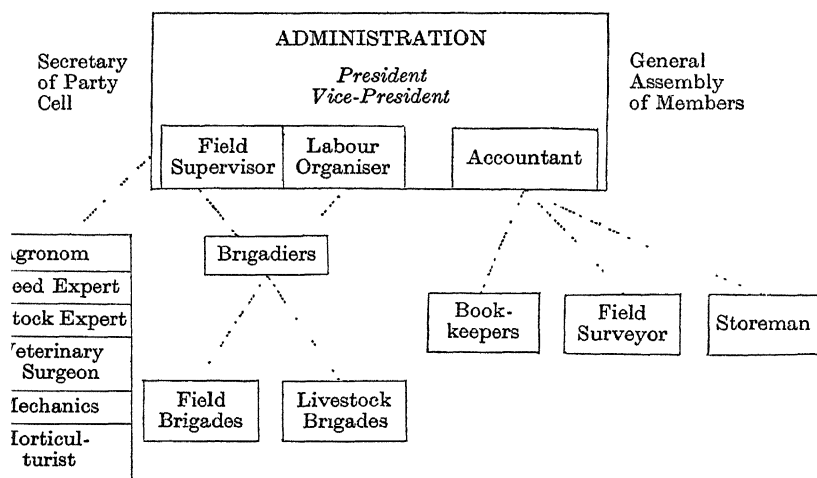 ADMINISTRATION
Secretary
of Party
Cell
President
Vice-President
General
Assembly
of Members
Field
Supervisor
Labour
Organiser
Accountant
gronom
eed Expert
tock Expert
eterinary
Surgeon
echanics
orticul-
turist
Brigadiers
Field
Brigades
Livestock
Brigades
Book-
keepers
Field
Surveyor
Storeman